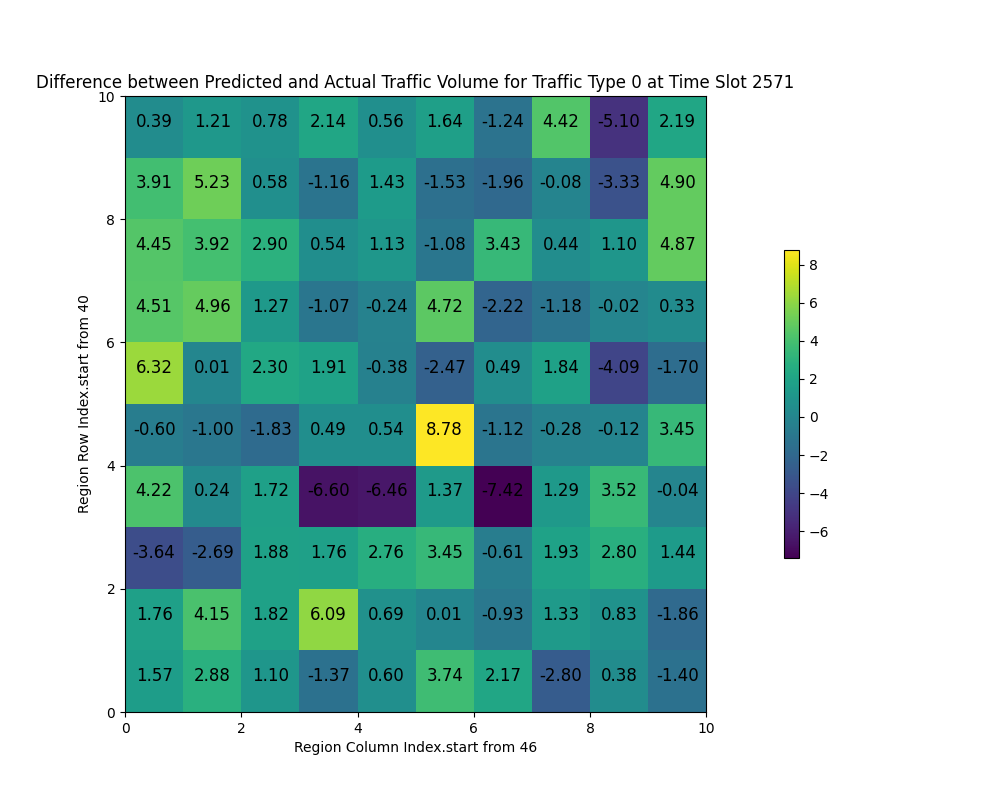 Difference between Predicted and Actual Traffic Volume for Traffic Type 0 at Time Slot 2571
10
0.39 1.21 0.78 2.14 0.56 1.64 -1.24 4.42 -5.10 2.19
3.91 5.23 0.58 -1.16 1.43 -1.53 -1.96 -0.08 -3.33 4.90
8
4.45 3.92 2.90 0.54 1.13 -1.08 3.43 0.44 1.10 4.87
4.51 4.96 1.27 -1.07 -0.24 4.72 -2.22 -1.18 -0.02 0.33
6
6.32 0.01 2.30 1.91 -0.38 -2.47 0.49 1.84 -4.09 -1.70
-0.60 -1.00 -1.83 0.49 0.54 8.78 -1.12 -0.28 -0.12 3.45
4
4.22 0.24 1.72 -6.60 -6.46 1.37 -7.42 1.29 3.52 -0.04
-3.64 -2.69 1.88 1.76 2.76 3.45 -0.61 1.93 2.80 1.44
2
1.76 4.15 1.82 6.09 0.69 0.01 -0.93 1.33 0.83 -1.86
1.57 2.88 1.10 -1.37 0.60 3.74 2.17 -2.80 0.38 -1.40
0
0 2 4 6 8 10
Region Column Index.start from 46
Region Row Index.start from 40
8
6
4
2
0
−2
−4
−6